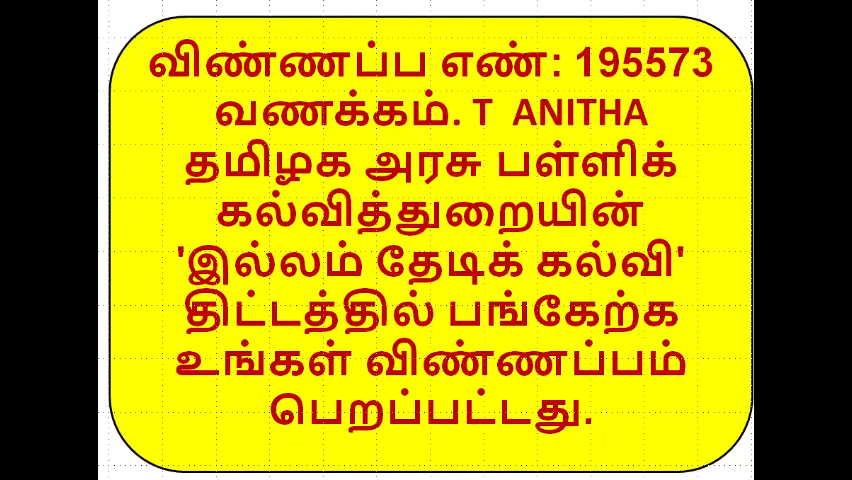 விண்ணப்ப எண்: 195573
வணக்கம். T ANITHA
தமிழக அரசு பள்ளிக்
கல்வித்துறையின்
'இல்லம் தேடிக் கல்வி'
திட்டத்தில் பங்கேற்க
உங்கள் விண்ணப்பம்
பெறப்பட்டது.